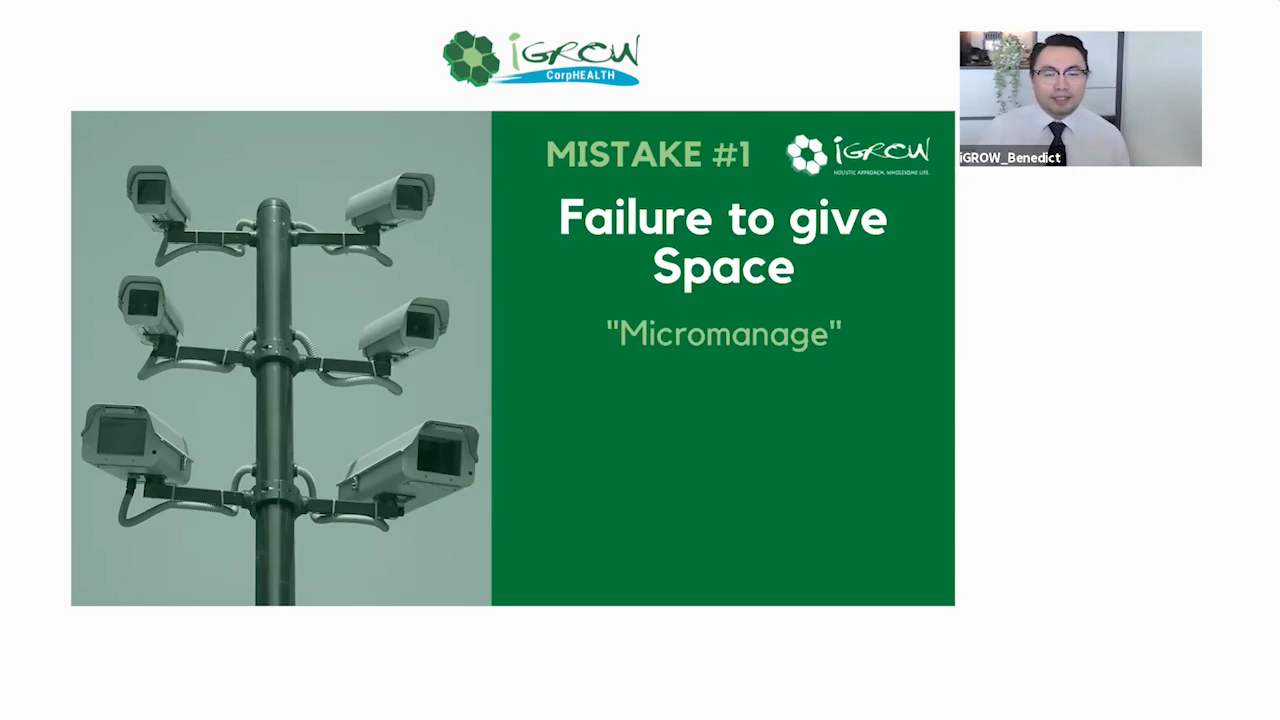 iGROW
CorpHEALTH
MISTAKE #1
iGROW
HOLISTIC APPROACH. WHOLESOME LIFE.
Failure to give
Space
"Micromanage"
iGROW_Benedict